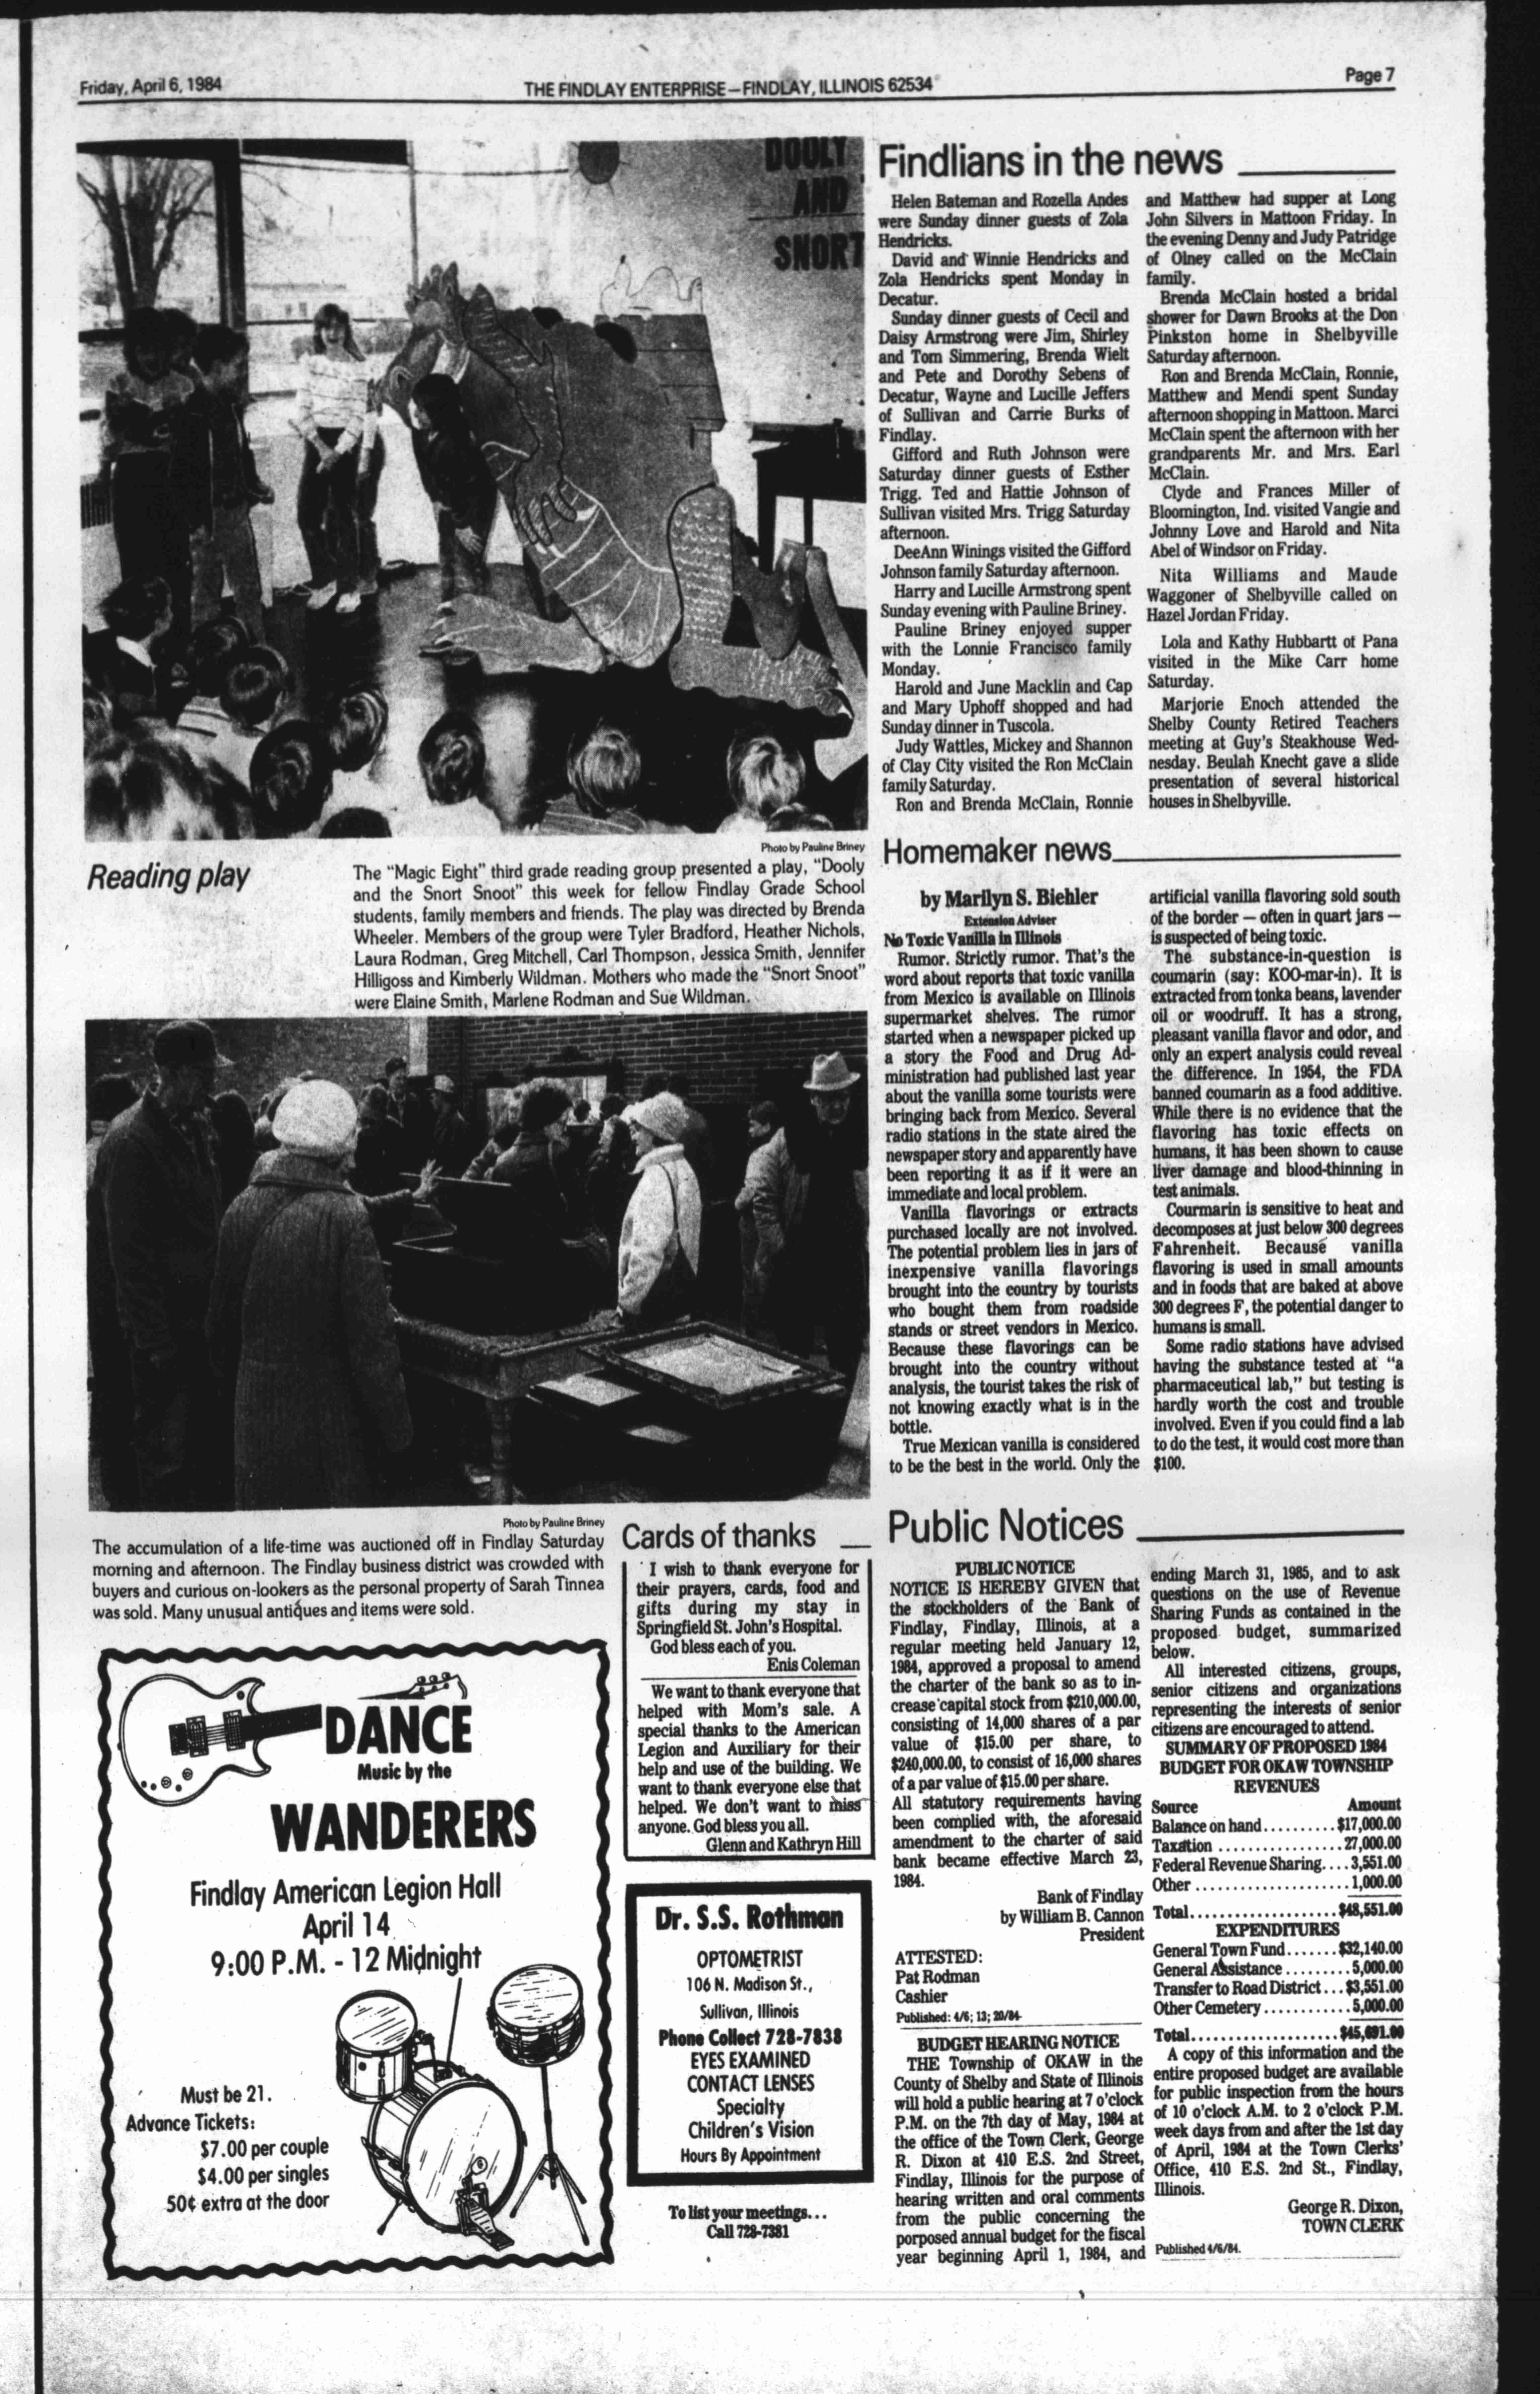 Friday, April 6, 1984
THE FINDLAY ENTERPRISE—FINDLAY, ILLINOIS 62534
Page 7
DOOLY
AND
SNORT
Photo by Pauline Briney
Reading play
The "Magic Eight" third grade reading group presented a play, "Dooly
and the Snort Snoot" this week for fellow Findlay Grade School
students, family members and friends. The play was directed by Brenda
Wheeler. Members of the group were Tyler Bradford, Heather Nichols,
Laura Rodman, Greg Mitchell, Carl Thompson, Jessica Smith, Jennifer
Hilligoss and Kimberly Wildman. Mothers who made the "Snort Snoot"
were Elaine Smith, Marlene Rodman and Sue Wildman.
Photo by Pauline Briney
The accumulation of a life-time was auctioned off in Findlay Saturday
morning and afternoon. The Findlay business district was crowded with
buyers and curious on-lookers as the personal property of Sarah Tinnea
was sold. Many unusual antiques and items were sold.
DANCE
Music by the
WANDERERS
Findlay American Legion Hall
April 14
9:00 P.M. - 12 Midnight
Must be 21.
Advance Tickets:
$7.00 per couple
$4.00 per singles
50¢ extra at the door
Cards of thanks
I wish to thank everyone for
their prayers, cards, food and
gifts during my stay in
Springfield St. John's Hospital.
God bless each of you.
Enis Coleman
We want to thank everyone that
helped with Mom's sale. A
special thanks to the American
Legion and Auxiliary for their
help and use of the building. We
want to thank everyone else that
helped. We don't want to miss
anyone. God bless you all.
Glenn and Kathryn Hill
Dr. S.S. Rothman
OPTOMETRIST
106 N. Madison St.,
Sullivan, Illinois
Phone Collect 728-7838
EYES EXAMINED
CONTACT LENSES
Specialty
Children's Vision
Hours By Appointment
To list your meetings...
Call 728-7381
Findlians in the news
Helen Bateman and Rozella Andes
were Sunday dinner guests of Zola
Hendricks.
David and Winnie Hendricks and
Zola Hendricks spent Monday in
Decatur.
Sunday dinner guests of Cecil and
Daisy Armstrong were Jim, Shirley
and Tom Simmering, Brenda Wielt
and Pete and Dorothy Sebens of
Decatur, Wayne and Lucille Jeffers
of Sullivan and Carrie Burks of
Findlay.
Gifford and Ruth Johnson were
Saturday dinner guests of Esther
Trigg. Ted and Hattie Johnson of
Sullivan visited Mrs. Trigg Saturday
afternoon.
DeeAnn Winings visited the Gifford
Johnson family Saturday afternoon.
Harry and Lucille Armstrong spent
Sunday evening with Pauline Briney.
Pauline Briney enjoyed supper
with the Lonnie Francisco family
Monday.
Harold and June Macklin and Cap
and Mary Uphoff shopped and had
Sunday dinner in Tuscola.
Judy Wattles, Mickey and Shannon
of Clay City visited the Ron McClain
family Saturday.
Ron and Brenda McClain, Ronnie
and Matthew had supper at Long
John Silvers in Mattoon Friday. In
the evening Denny and Judy Patridge
of Olney called on the McClain
family.
Brenda McClain hosted a bridal
shower for Dawn Brooks at the Don
Pinkston home in Shelbyville
Saturday afternoon.
Ron and Brenda McClain, Ronnie,
Matthew and Mendi spent Sunday
afternoon shopping in Mattoon. Marci
McClain spent the afternoon with her
grandparents Mr. and Mrs. Earl
McClain.
Clyde and Frances Miller of
Bloomington, Ind. visited Vangie and
Johnny Love and Harold and Nita
Abel of Windsor on Friday.
Nita Williams and Maude
Waggoner of Shelbyville called on
Hazel Jordan Friday.
Lola and Kathy Hubbartt of Pana
visited in the Mike Carr home
Saturday.
Marjorie Enoch attended the
Shelby County Retired Teachers
meeting at Guy's Steakhouse Wed-
nesday. Beulah Knecht gave a slide
presentation of several historical
houses in Shelbyville.
Homemaker news
by Marilyn S. Biehler
Extension Adviser
No Toxic Vanilla in Illinois
Rumor. Strictly rumor. That's the
word about reports that toxic vanilla
from Mexico is available on Illinois
supermarket shelves. The rumor
started when a newspaper picked up
a story the Food and Drug Ad-
ministration had published last year
about the vanilla some tourists were
bringing back from Mexico. Several
radio stations in the state aired the
newspaper story and apparently have
been reporting it as if it were an
immediate and local problem.
Vanilla flavorings or extracts
purchased locally are not involved.
The potential problem lies in jars of
inexpensive vanilla flavorings
brought into the country by tourists
who bought them from roadside
stands or street vendors in Mexico.
Because these flavorings can be
brought into the country without
analysis, the tourist takes the risk of
not knowing exactly what is in the
bottle.
True Mexican vanilla is considered
to be the best in the world. Only the
artificial vanilla flavoring sold south
of the border — often in quart jars —
is suspected of being toxic.
The substance-in-question is
coumarin (say: KOO-mar-in). It is
extracted from tonka beans, lavender
oil or woodruff. It has a strong,
pleasant vanilla flavor and odor, and
only an expert analysis could reveal
the difference. In 1954, the FDA
banned coumarin as a food additive.
While there is no evidence that the
flavoring has toxic effects on
humans, it has been shown to cause
liver damage and blood-thinning in
test animals.
Courmarin is sensitive to heat and
decomposes at just below 300 degrees
Fahrenheit. Because vanilla
flavoring is used in small amounts
and in foods that are baked at above
300 degrees F, the potential danger to
humans is small.
Some radio stations have advised
having the substance tested at "a
pharmaceutical lab," but testing is
hardly worth the cost and trouble
involved. Even if you could find a lab
to do the test, it would cost more than
$100.
Public Notices
PUBLIC NOTICE
NOTICE IS HEREBY GIVEN that
the stockholders of the Bank of
Findlay, Findlay, Illinois, at a
regular meeting held January 12,
1984, approved a proposal to amend
the charter of the bank so as to in-
crease capital stock from $210,000.00,
consisting of 14,000 shares of a par
value of $15.00 per share, to
$240,000.00, to consist of 16,000 shares
of a par value of $15.00 per share.
All statutory requirements having
been complied with, the aforesaid
amendment to the charter of said
bank became effective March 23,
1984.
Bank of Findlay
by William B. Cannon
President
ATTESTED:
Pat Rodman
Cashier
Published: 4/6; 13; 20/84
BUDGET HEARING NOTICE
THE Township of OKAW in the
County of Shelby and State of Illinois
will hold a public hearing at 7 o'clock
P.M. on the 7th day of May, 1984 at
the office of the Town Clerk, George
R. Dixon at 410 E.S. 2nd Street,
Findlay, Illinois for the purpose of
hearing written and oral comments
from the public concerning the
porposed annual budget for the fiscal
year beginning April 1, 1984, and
ending March 31, 1985, and to ask
questions on the use of Revenue
Sharing Funds as contained in the
proposed budget, summarized
below.
All interested citizens, groups,
senior citizens and organizations
representing the interests of senior
citizens are encouraged to attend.
SUMMARY OF PROPOSED 1984
BUDGET FOR OKAW TOWNSHIP
REVENUES
Source Amount
Balance on hand..........$17,000.00
Taxation.................27,000.00
Federal Revenue Sharing....3,551.00
Other.....................1,000.00
Total....................$48,551.00
EXPENDITURES
General Town Fund.......$32,140.00
General Assistance.........5,000.00
Transfer to Road District...$3,551.00
Other Cemetery............5,000.00
Total....................$45,691.00
A copy of this information and the
entire proposed budget are available
for public inspection from the hours
of 10 o'clock A.M. to 2 o'clock P.M.
week days from and after the 1st day
of April, 1984 at the Town Clerks'
Office, 410 E.S. 2nd St., Findlay,
Illinois.
George R. Dixon,
TOWN CLERK
Published 4/6/84.